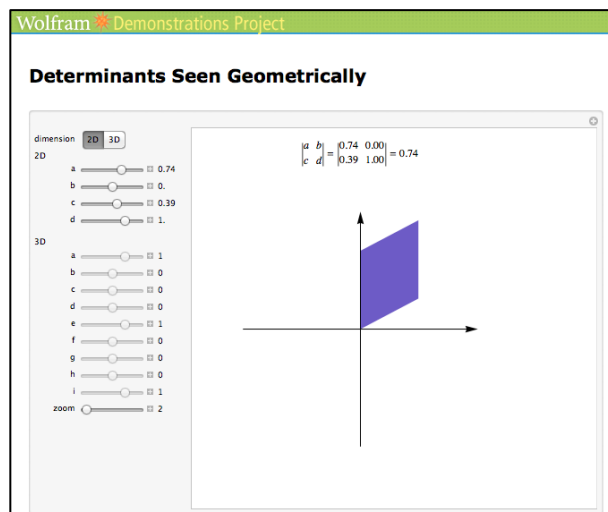 Wolfram Demonstrations Project
Determinants Seen Geometrically
dimension 2D 3D
2D
a 0.74
b 0.
c 0.39
d 1.
3D
a 1
b 0
c 0
d 0
e 1
f 0
g 0
h 0
i 1
zoom 2
|a b| = |0.74 0.00| = 0.74
|c d| |0.39 1.00|